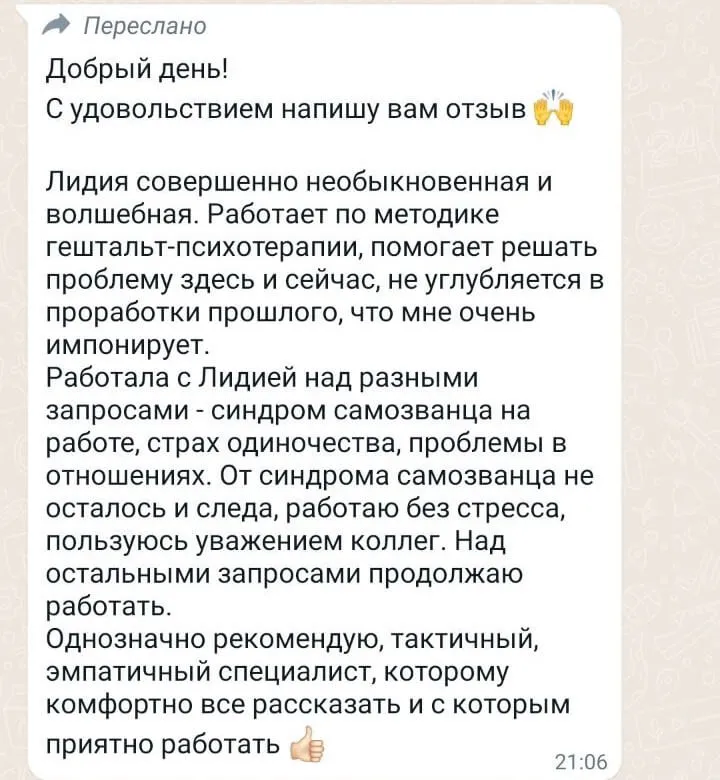 Переслано
Добрый день!
С удовольствием напишу вам отзыв 🙌
Лидия совершенно необыкновенная и
волшебная. Работает по методике
гештальт-психотерапии, помогает решать
проблему здесь и сейчас, не углубляется в
проработки прошлого, что мне очень
импонирует.
Работала с Лидией над разными
запросами - синдром самозванца на
работе, страх одиночества, проблемы в
отношениях. От синдрома самозванца не
осталось и следа, работаю без стресса,
пользуюсь уважением коллег. Над
остальными запросами продолжаю
работать.
Однозначно рекомендую, тактичный,
эмпатичный специалист, которому
комфортно все рассказать и с которым
приятно работать 👍🏻
21:06